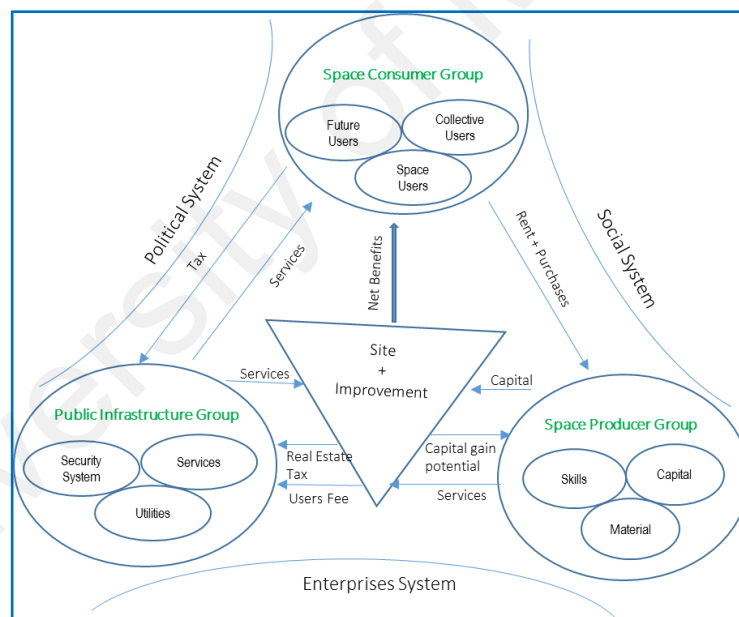 Space Consumer Group
Future
Users
Collective
Users
Space
Users
Political System
Social System
Tax
Services
Net Benefits
Rent + Purchases
Site
+
Improvement
Services
Capital
Public Infrastructure Group
Security
System
Services
Utilities
Real Estate
Tax
Users Fee
Capital gain
potential
Services
Space Producer Group
Skills
Capital
Material
Enterprises System
University of M